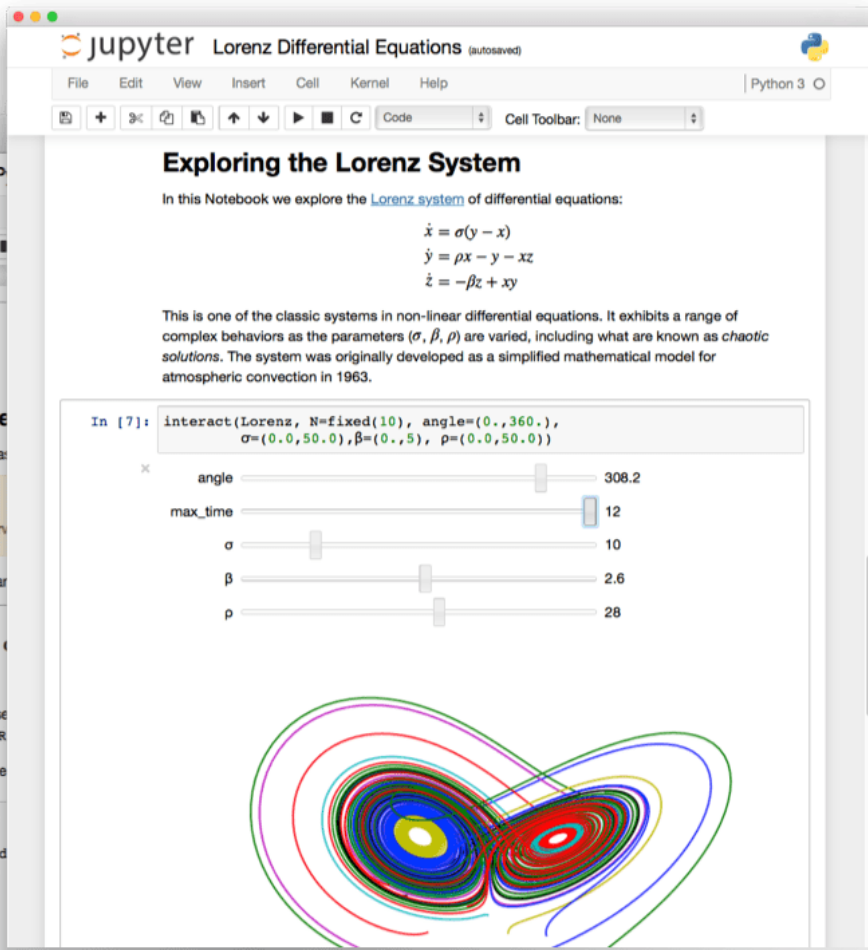 jupyter Lorenz Differential Equations (autosaved)
File Edit View Insert Cell Kernel Help Python 3
Code Cell Toolbar: None
Exploring the Lorenz System
In this Notebook we explore the Lorenz system of differential equations:
ẋ = σ(y − x)
ẏ = ρx − y − xz
ż = −βz + xy
This is one of the classic systems in non-linear differential equations. It exhibits a range of
complex behaviors as the parameters (σ, β, ρ) are varied, including what are known as chaotic
solutions. The system was originally developed as a simplified mathematical model for
atmospheric convection in 1963.
In [7]: interact(Lorenz, N=fixed(10), angle=(0.,360.),
σ=(0.0,50.0),β=(0.,5), ρ=(0.0,50.0))
angle 308.2
max_time 12
σ 10
β 2.6
ρ 28